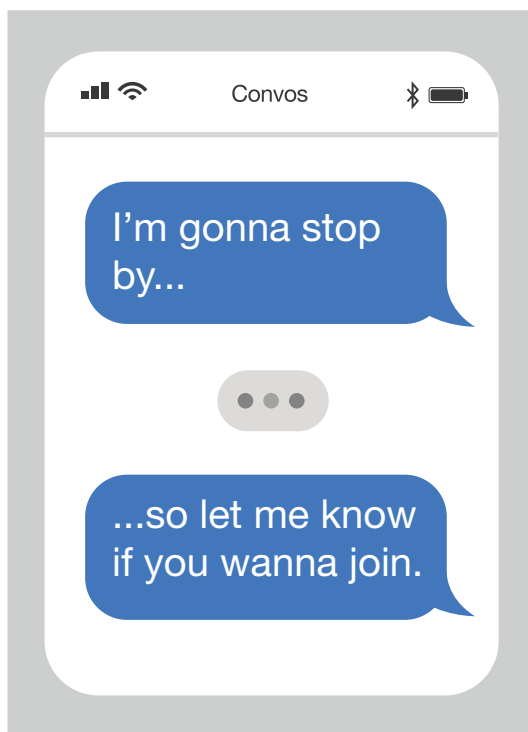 Convos
I’m gonna stop
by...
...so let me know
if you wanna join.